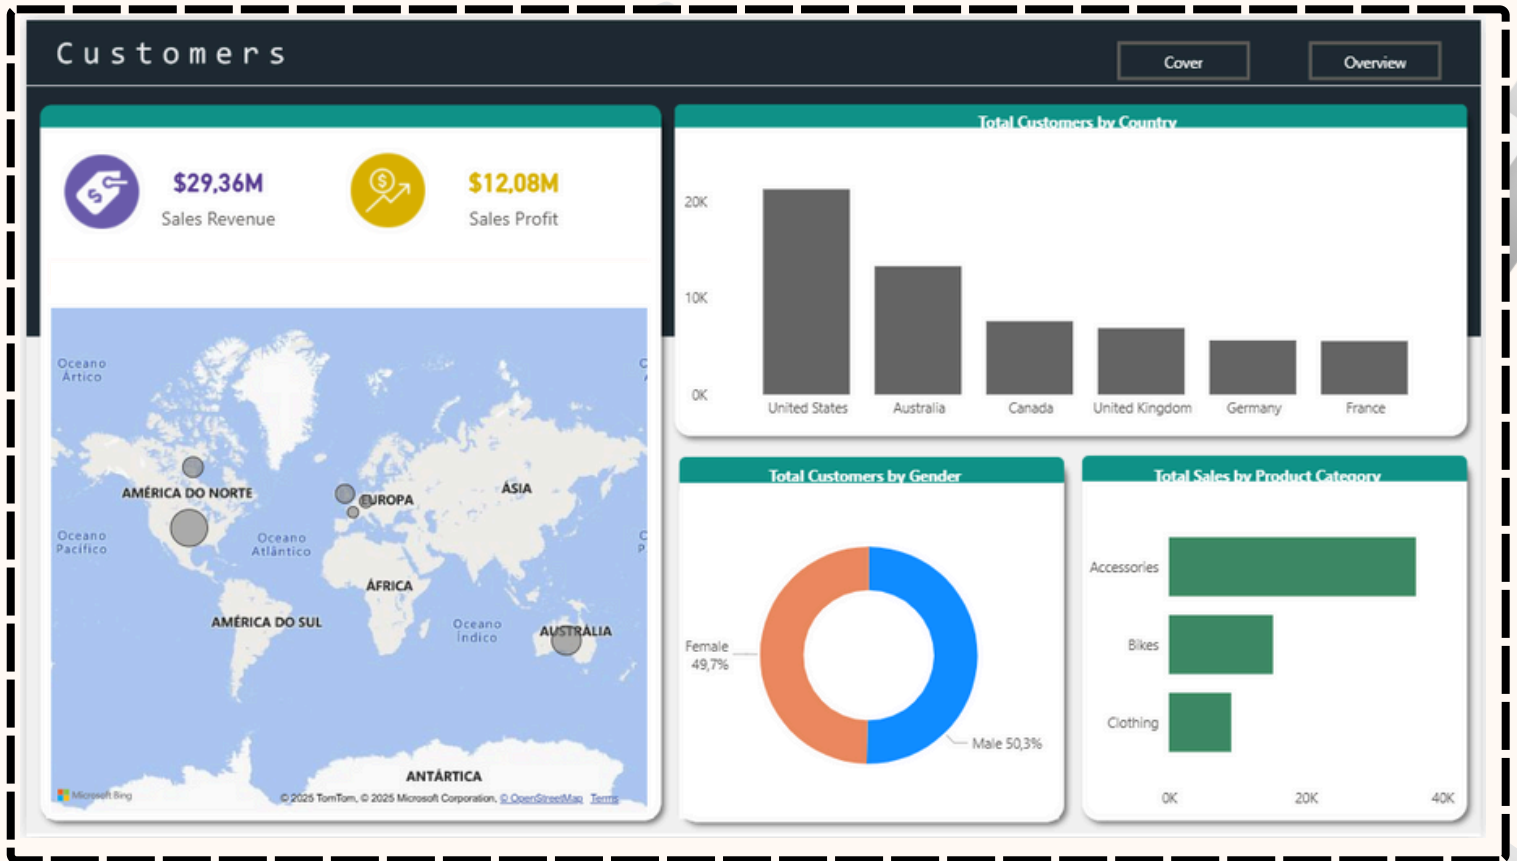 Customers
Cover
Overview
$29,36M
Sales Revenue
$12,08M
Sales Profit
Oceano
Ártico
AMÉRICA DO NORTE
EUROPA
ÁSIA
Oceano
Pacífico
Oceano
Atlântico
ÁFRICA
AMÉRICA DO SUL
Oceano
Índico
AUSTRÁLIA
ANTÁRTICA
Microsoft Bing
© 2025 TomTom, © 2025 Microsoft Corporation, © OpenStreetMap Terms
Total Customers by Country
20K
10K
0K
United States
Australia
Canada
United Kingdom
Germany
France
Total Customers by Gender
Female
49,7%
Male 50,3%
Total Sales by Product Category
Accessories
Bikes
Clothing
0K
20K
40K